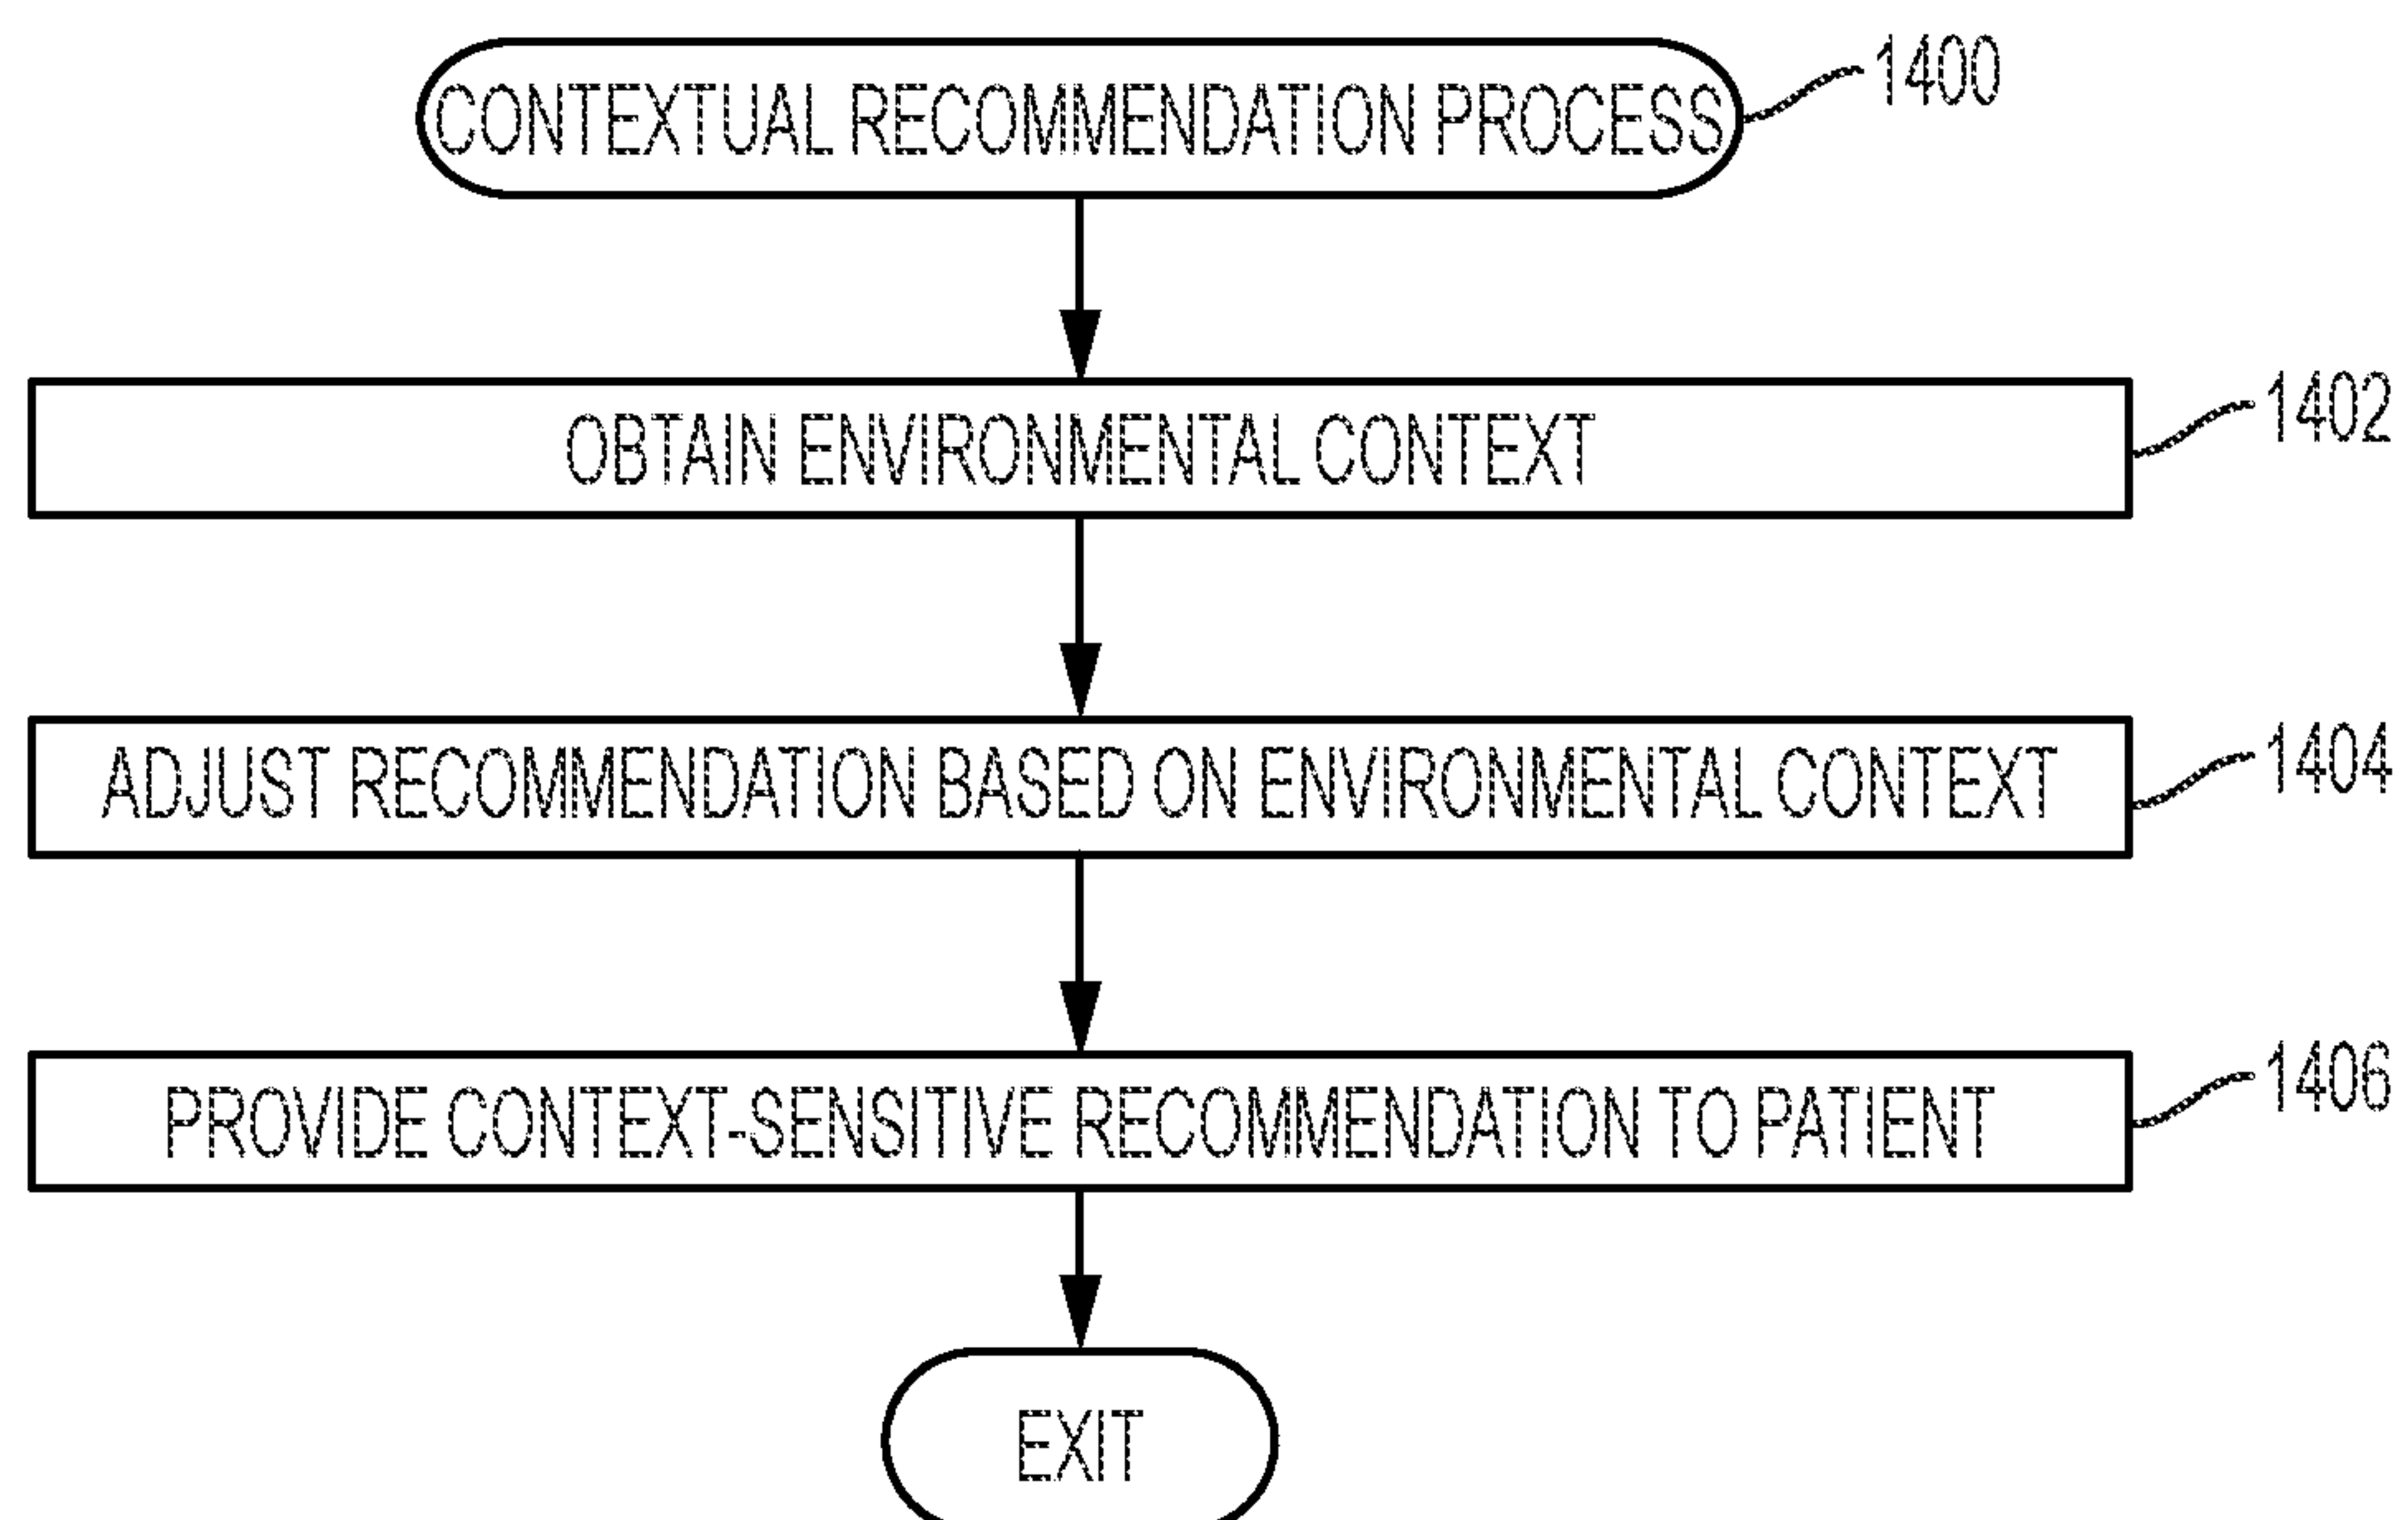 CONTEXTUAL RECOMMENDATION PROCESS
1400
OBTAIN ENVIRONMENTAL CONTEXT
1402
ADJUST RECOMMENDATION BASED ON ENVIRONMENTAL CONTEXT
1404
PROVIDE CONTEXT-SENSITIVE RECOMMENDATION TO PATIENT
1406
EXIT